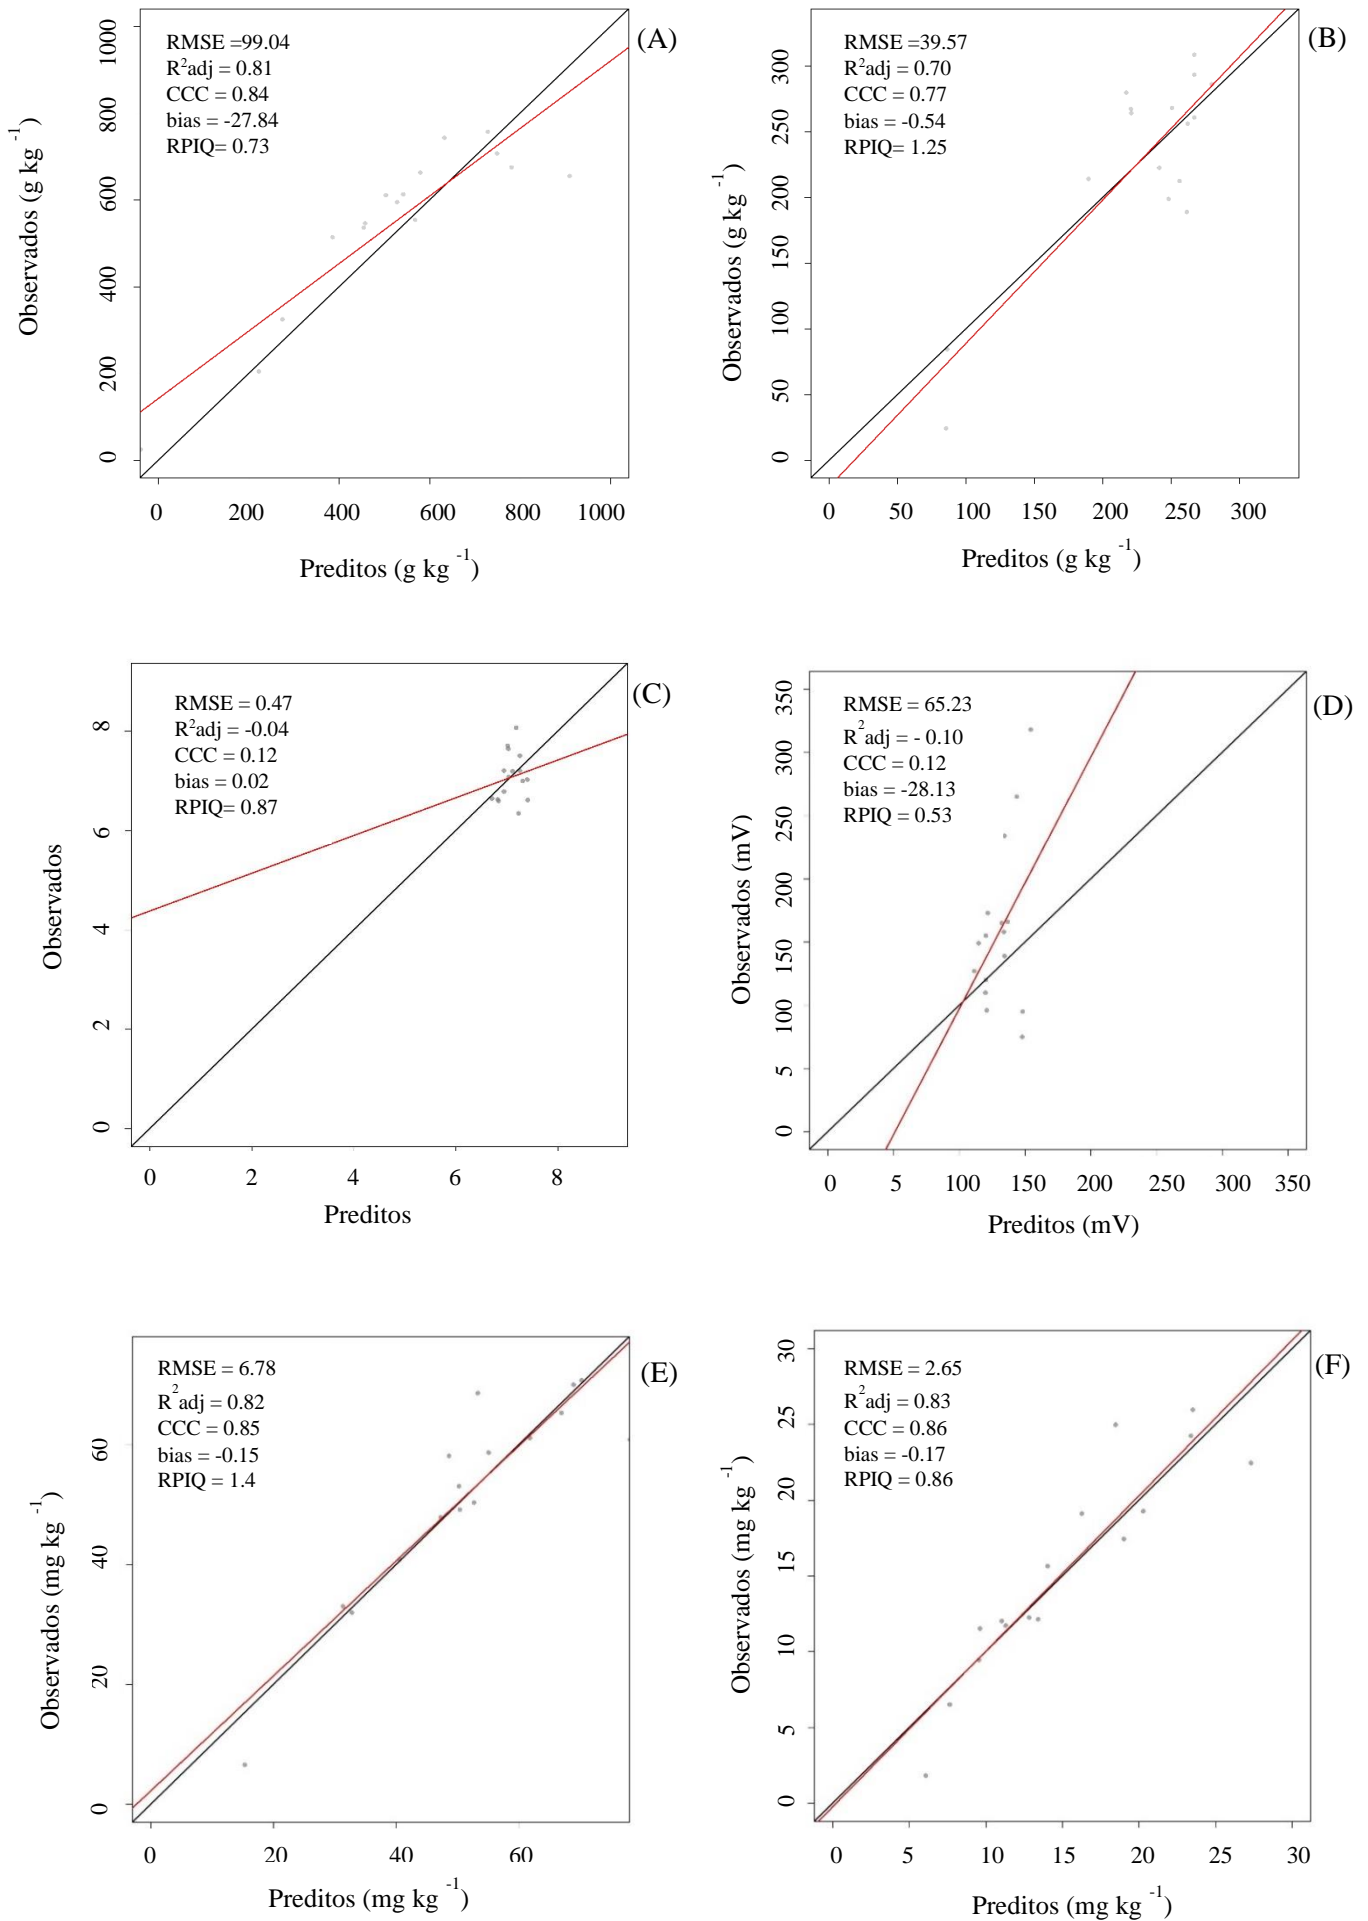 RMSE =99.04
R²adj = 0.81
CCC = 0.84
bias = -27.84
RPIQ= 0.73
(A)
Observados (g kg ⁻¹)
0 200 400 600 800 1000
0 200 400 600 800 1000
Preditos (g kg ⁻¹)
RMSE =39.57
R²adj = 0.70
CCC = 0.77
bias = -0.54
RPIQ= 1.25
(B)
Observados (g kg ⁻¹)
0 50 100 150 200 250 300
0 50 100 150 200 250 300
Preditos (g kg ⁻¹)
RMSE = 0.47
R²adj = -0.04
CCC = 0.12
bias = 0.02
RPIQ= 0.87
(C)
Observados
0 2 4 6 8
0 2 4 6 8
Preditos
RMSE = 65.23
R²adj = - 0.10
CCC = 0.12
bias = -28.13
RPIQ = 0.53
(D)
Observados (mV)
0 5 100 150 200 250 300 350
0 5 100 150 200 250 300 350
Preditos (mV)
RMSE = 6.78
R²adj = 0.82
CCC = 0.85
bias = -0.15
RPIQ = 1.4
(E)
Observados (mg kg ⁻¹)
0 20 40 60
0 20 40 60
Preditos (mg kg ⁻¹)
RMSE = 2.65
R²adj = 0.83
CCC = 0.86
bias = -0.17
RPIQ = 0.86
(F)
Observados (mg kg ⁻¹)
0 5 10 15 20 25 30
0 5 10 15 20 25 30
Preditos (mg kg ⁻¹)